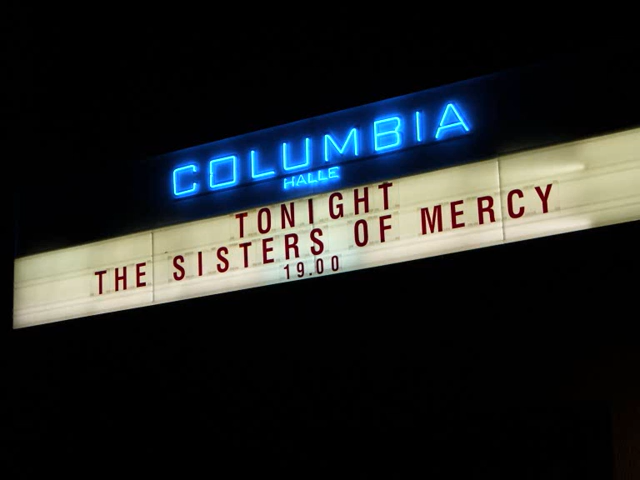 COLUMBIA
HALLE
TONIGHT
THE SISTERS OF MERCY
19.00